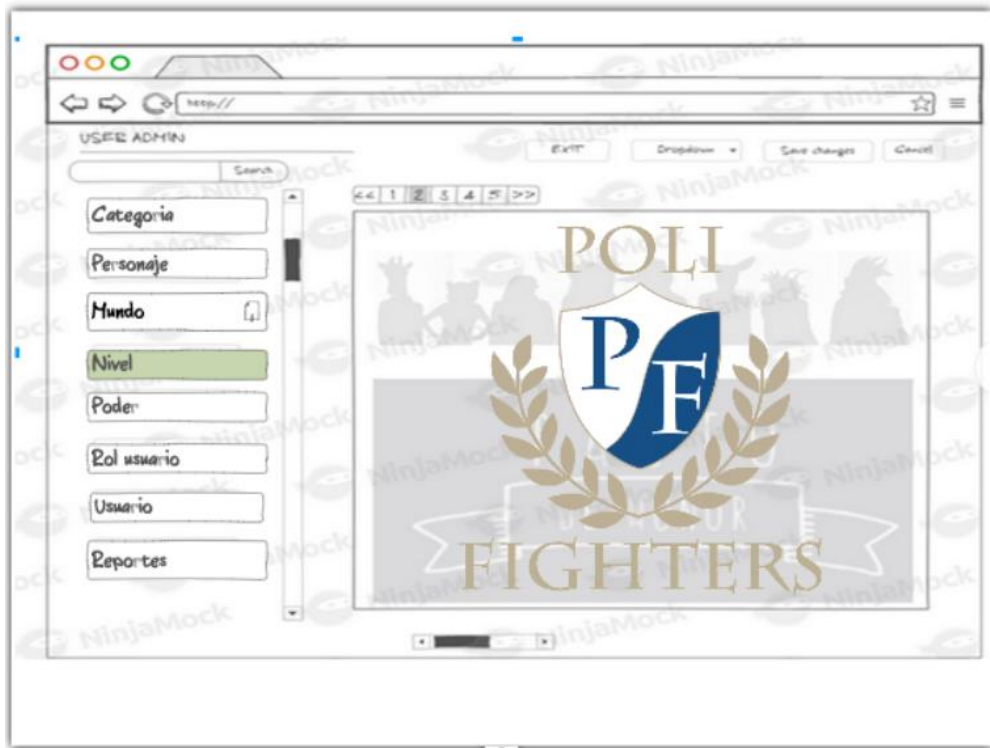 http://
USER ADMIN
EXIT
Dropdown
Save changes
Cancel
Search
<< 1 2 3 4 5 >>
Categoria
Personaje
Mundo
Nivel
Poder
Rol usuario
Usuario
Reportes
POLI
P
F
FIGHTERS
NinjaMock